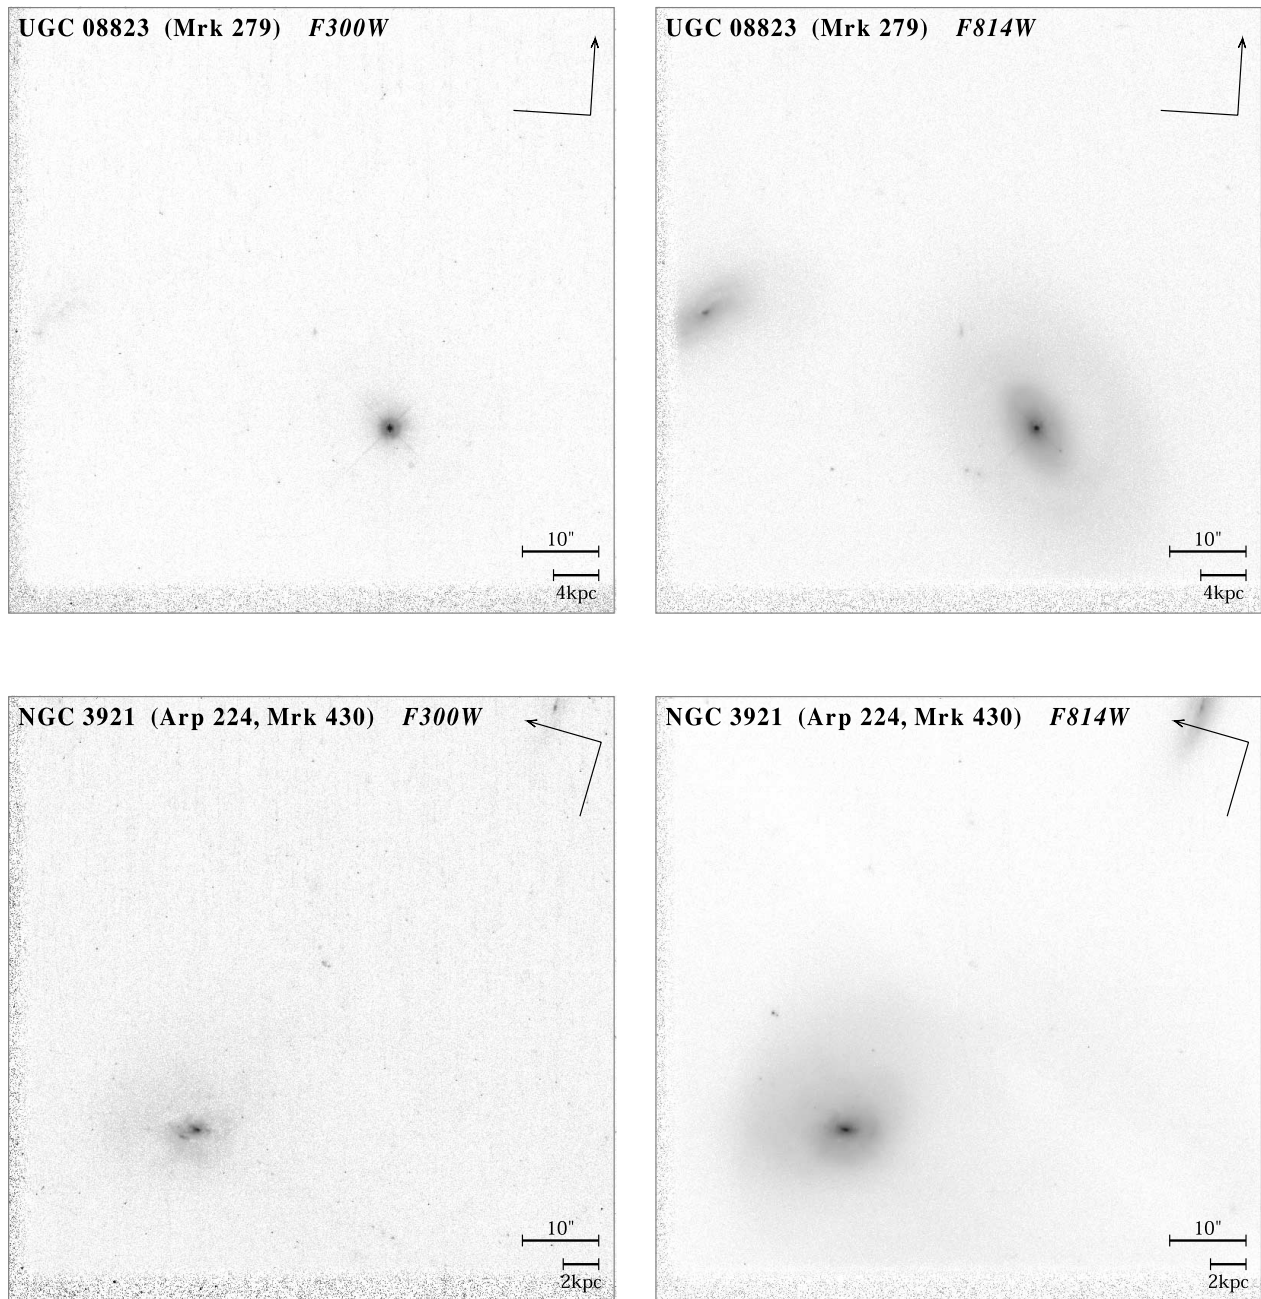 UGC 08823 (Mrk 279) F300W
10"
4kpc
UGC 08823 (Mrk 279) F814W
10"
4kpc
NGC 3921 (Arp 224, Mrk 430) F300W
10"
2kpc
NGC 3921 (Arp 224, Mrk 430) F814W
10"
2kpc